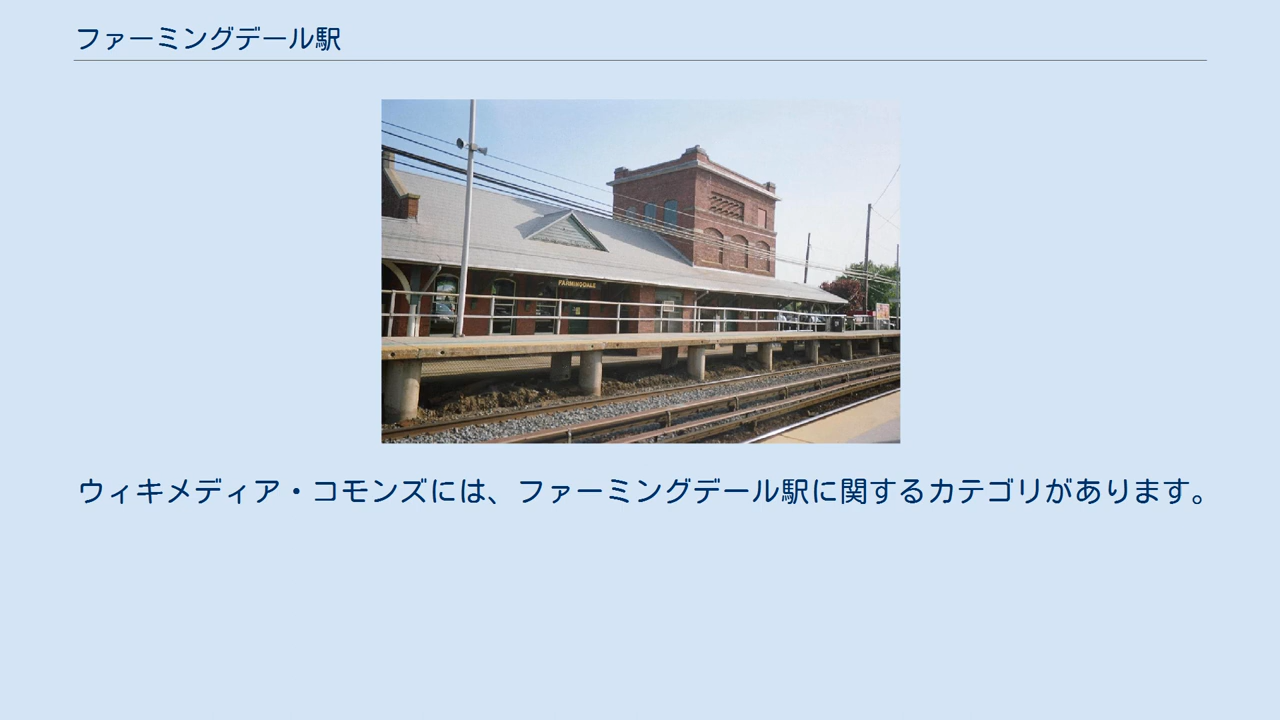 ファーミングデール駅
FARMINGDALE
ウィキメディア・コモンズには、ファーミングデール駅に関するカテゴリがあります。